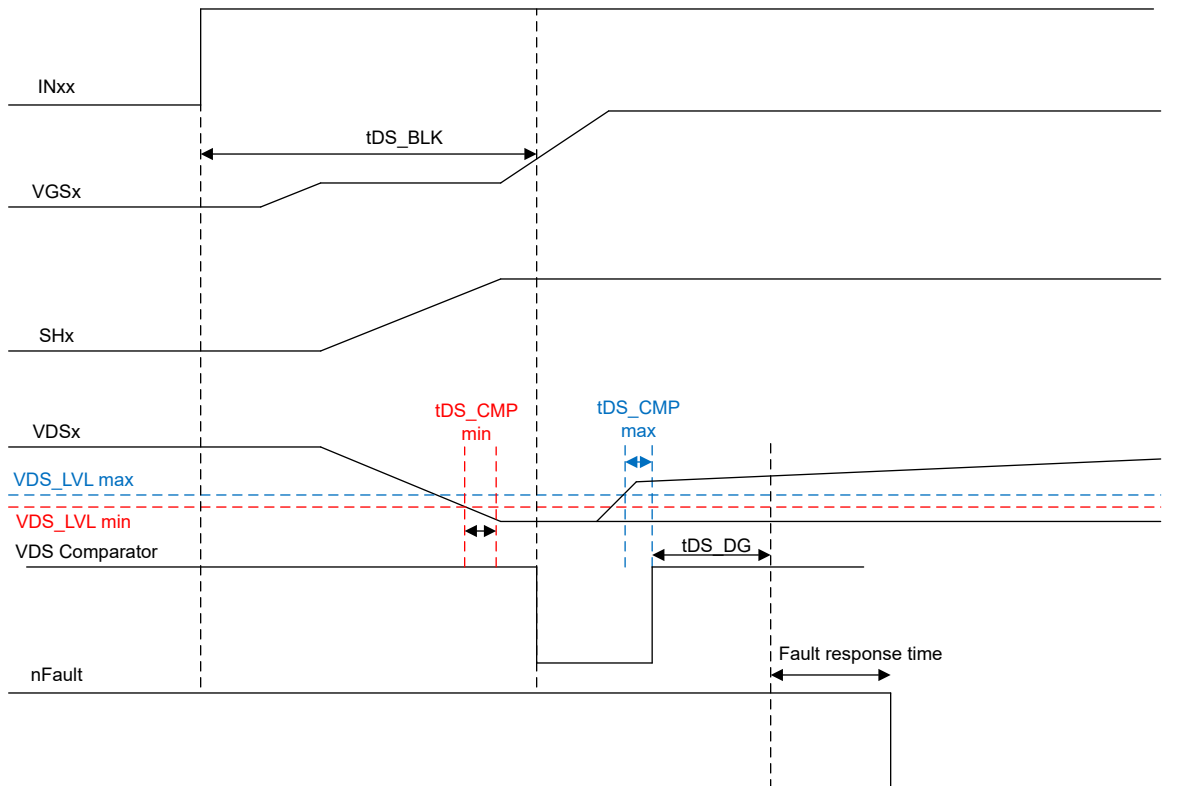 INxx
tDS_BLK
VGSx
SHx
tDS_CMP
min
tDS_CMP
max
VDSx
VDS_LVL max
VDS_LVL min
VDS Comparator
tDS_DG
Fault response time
nFault